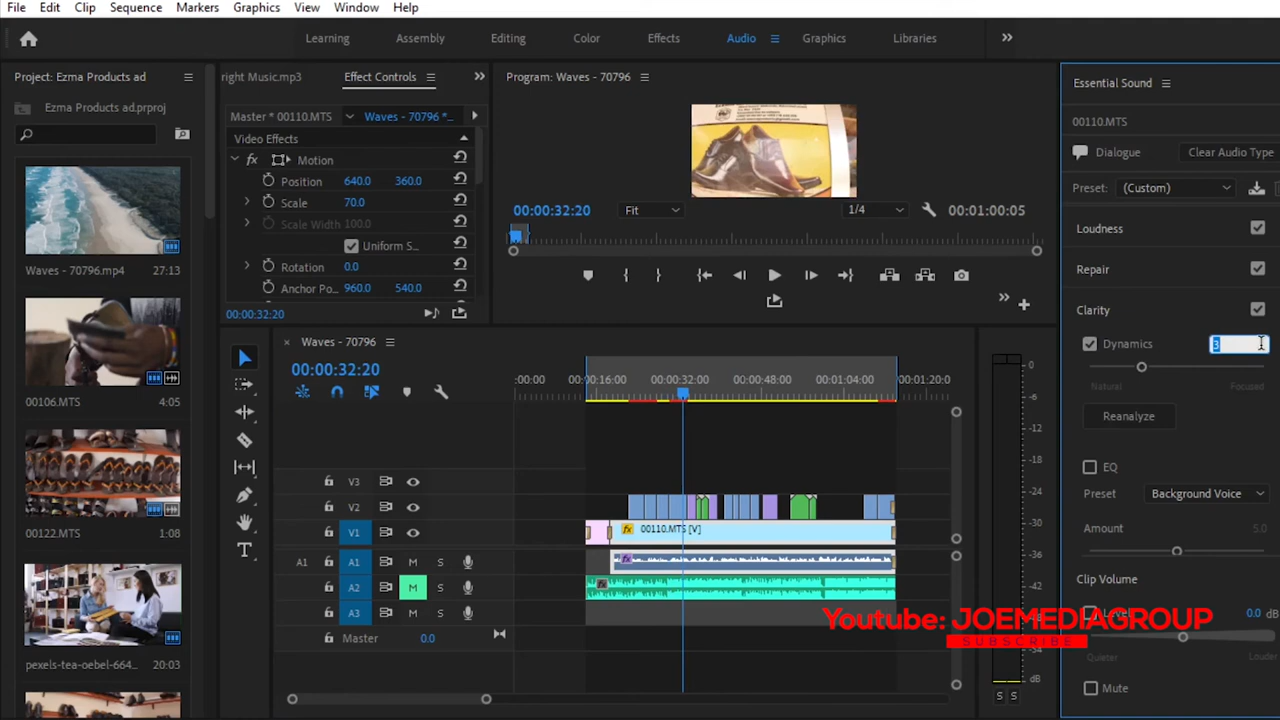 File Edit Clip Sequence Markers Graphics View Window Help
Learning Assembly Editing Color Effects Audio Graphics Libraries
Project: Ezma Products ad
Ezma Products ad.prproj
Waves - 70796.mp4 27:13
00106.MTS 4:05
00122.MTS 1:08
pexels-tea-oebel-664... 20:03
right Music.mp3 Effect Controls
Master * 00110.MTS Waves - 70796 *...
Video Effects
fx Motion
Position 640.0 360.0
Scale 70.0
Scale Width 100.0
Uniform S...
Rotation 0.0
Anchor Po... 960.0 540.0
00:00:32:20
Program: Waves - 70796
00:00:32:20 Fit 1/4 00:01:00:05
Waves - 70796
00:00:32:20
:00:00 00:00:16:00 00:00:32:00 00:00:48:00 00:01:04:00 00:01:20:00
V3
V2
V1 fx 00110.MTS [V]
A1 A1 M S fx
A2 M S fx
A3 M S
Master 0.0
0
-6
-12
-18
-24
-30
-36
-42
-48
-54
dB
S S
Essential Sound
00110.MTS
Dialogue Clear Audio Type
Preset: (Custom)
Loudness
Repair
Clarity
Dynamics 3
Natural Focused
Reanalyze
EQ
Preset Background Voice
Amount 5.0
Clip Volume
Level 0.0 dB
Quieter Louder
Mute
Youtube: JOEMEDIAGROUP
SUBSCRIBE